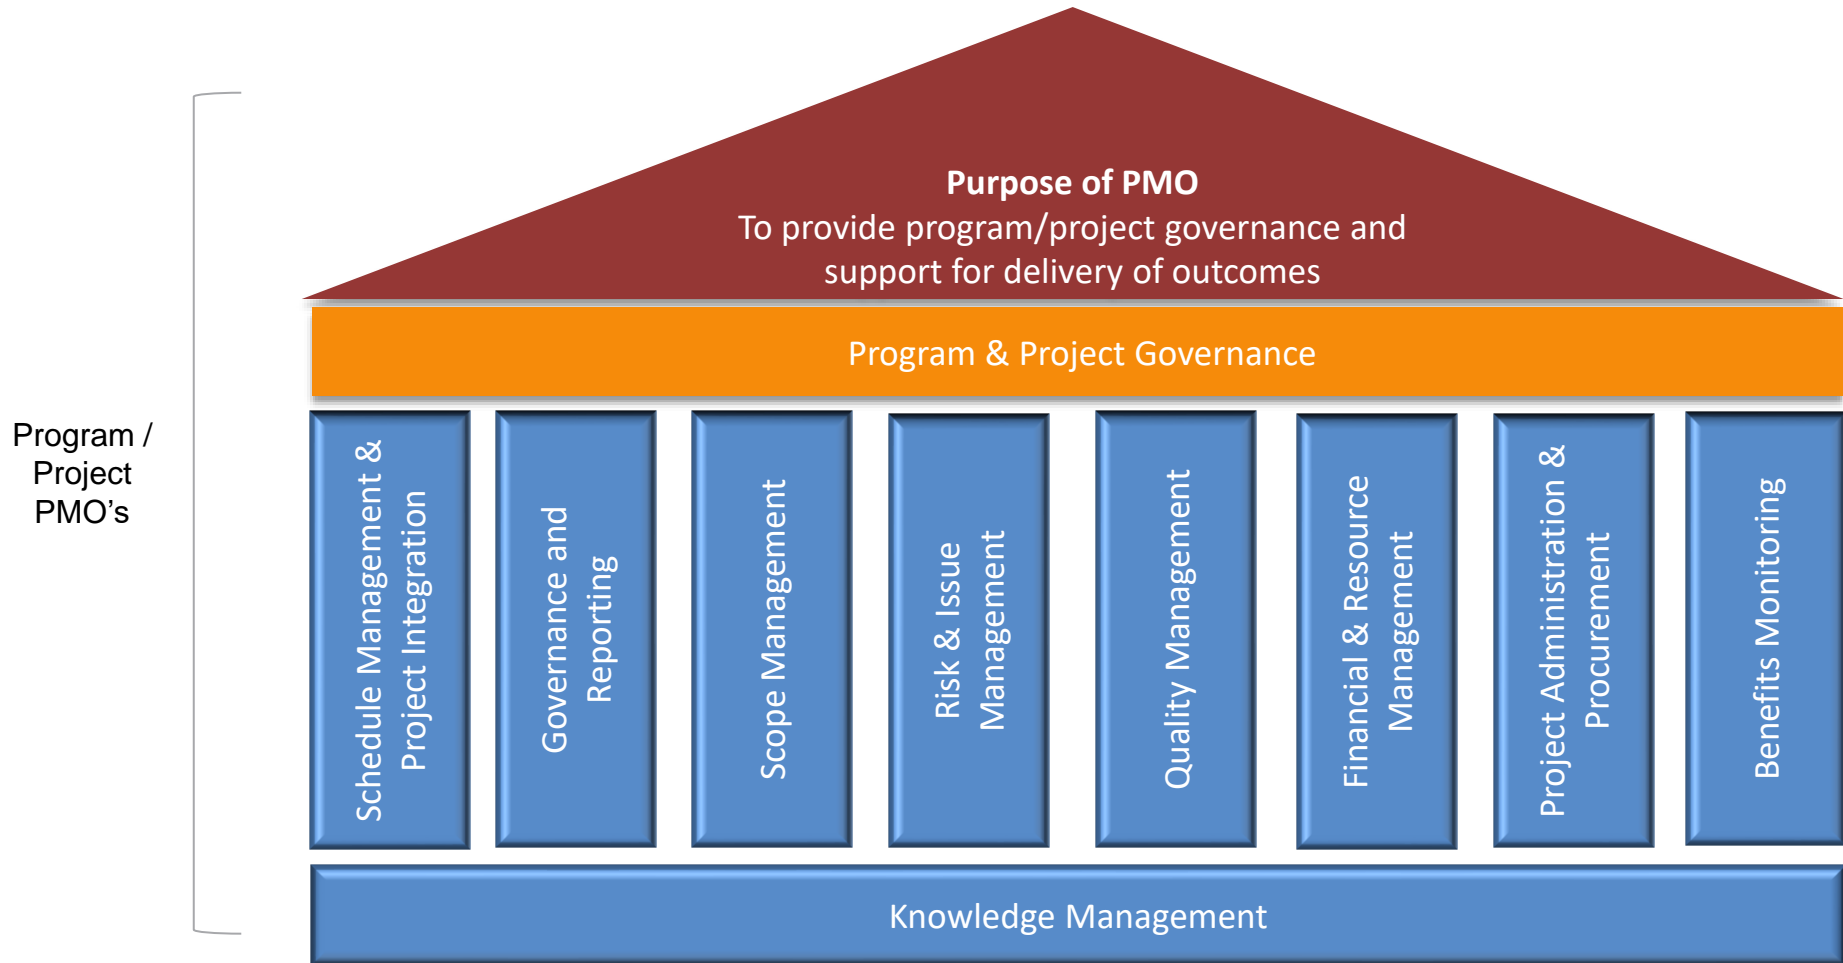 Purpose of PMO
To provide program/project governance and
support for delivery of outcomes
Program & Project Governance
Program /
Project
PMO’s
Schedule Management &
Project Integration
Governance and
Reporting
Scope Management
Risk & Issue
Management
Quality Management
Financial & Resource
Management
Project Administration &
Procurement
Benefits Monitoring
Knowledge Management